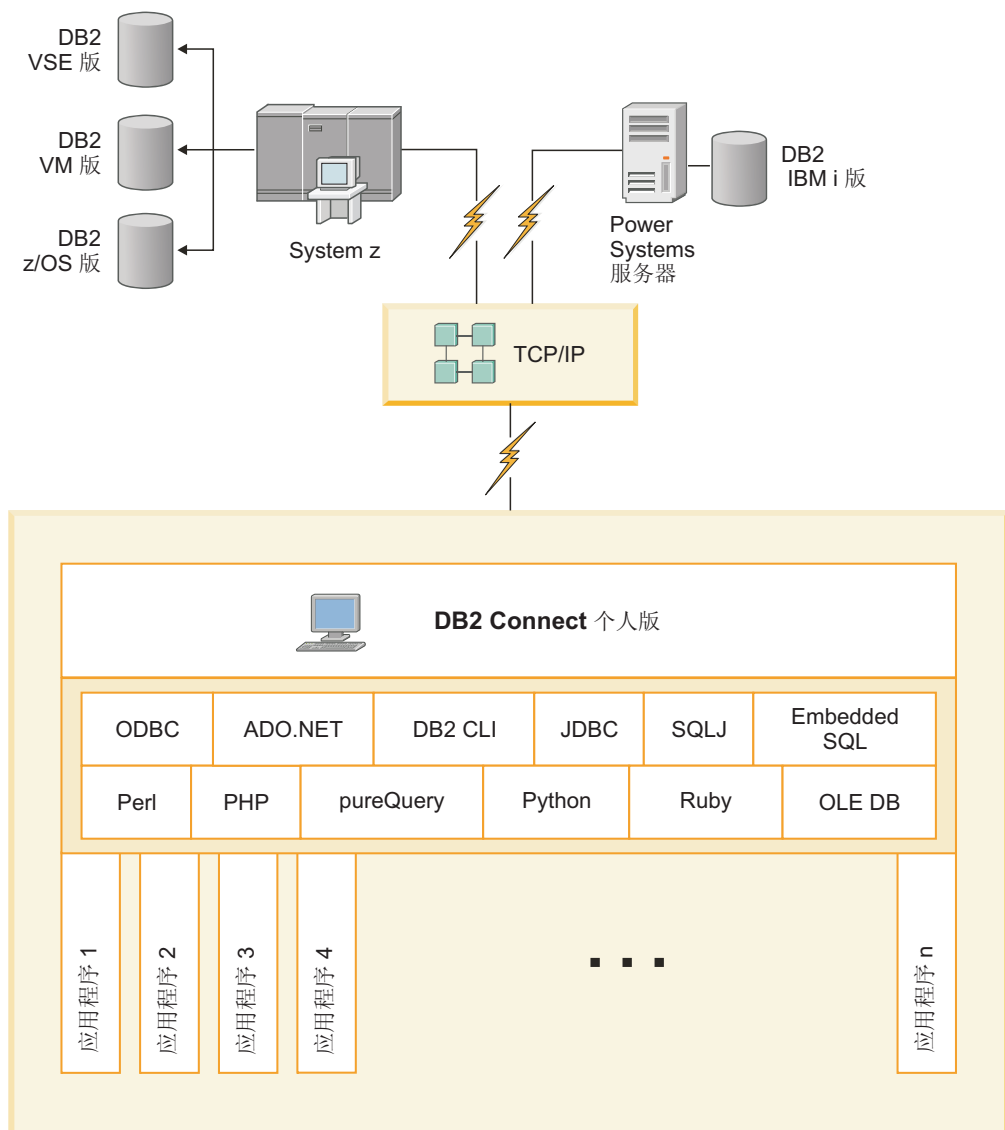 DB2
VSE 版
DB2
VM 版
DB2
z/OS 版
System z
Power
Systems
服务器
DB2
IBM i 版
TCP/IP
DB2 Connect 个人版
ODBC
ADO.NET
DB2 CLI
JDBC
SQLJ
Embedded
SQL
Perl
PHP
pureQuery
Python
Ruby
OLE DB
应用程序 1
应用程序 2
应用程序 3
应用程序 4
应用程序 n